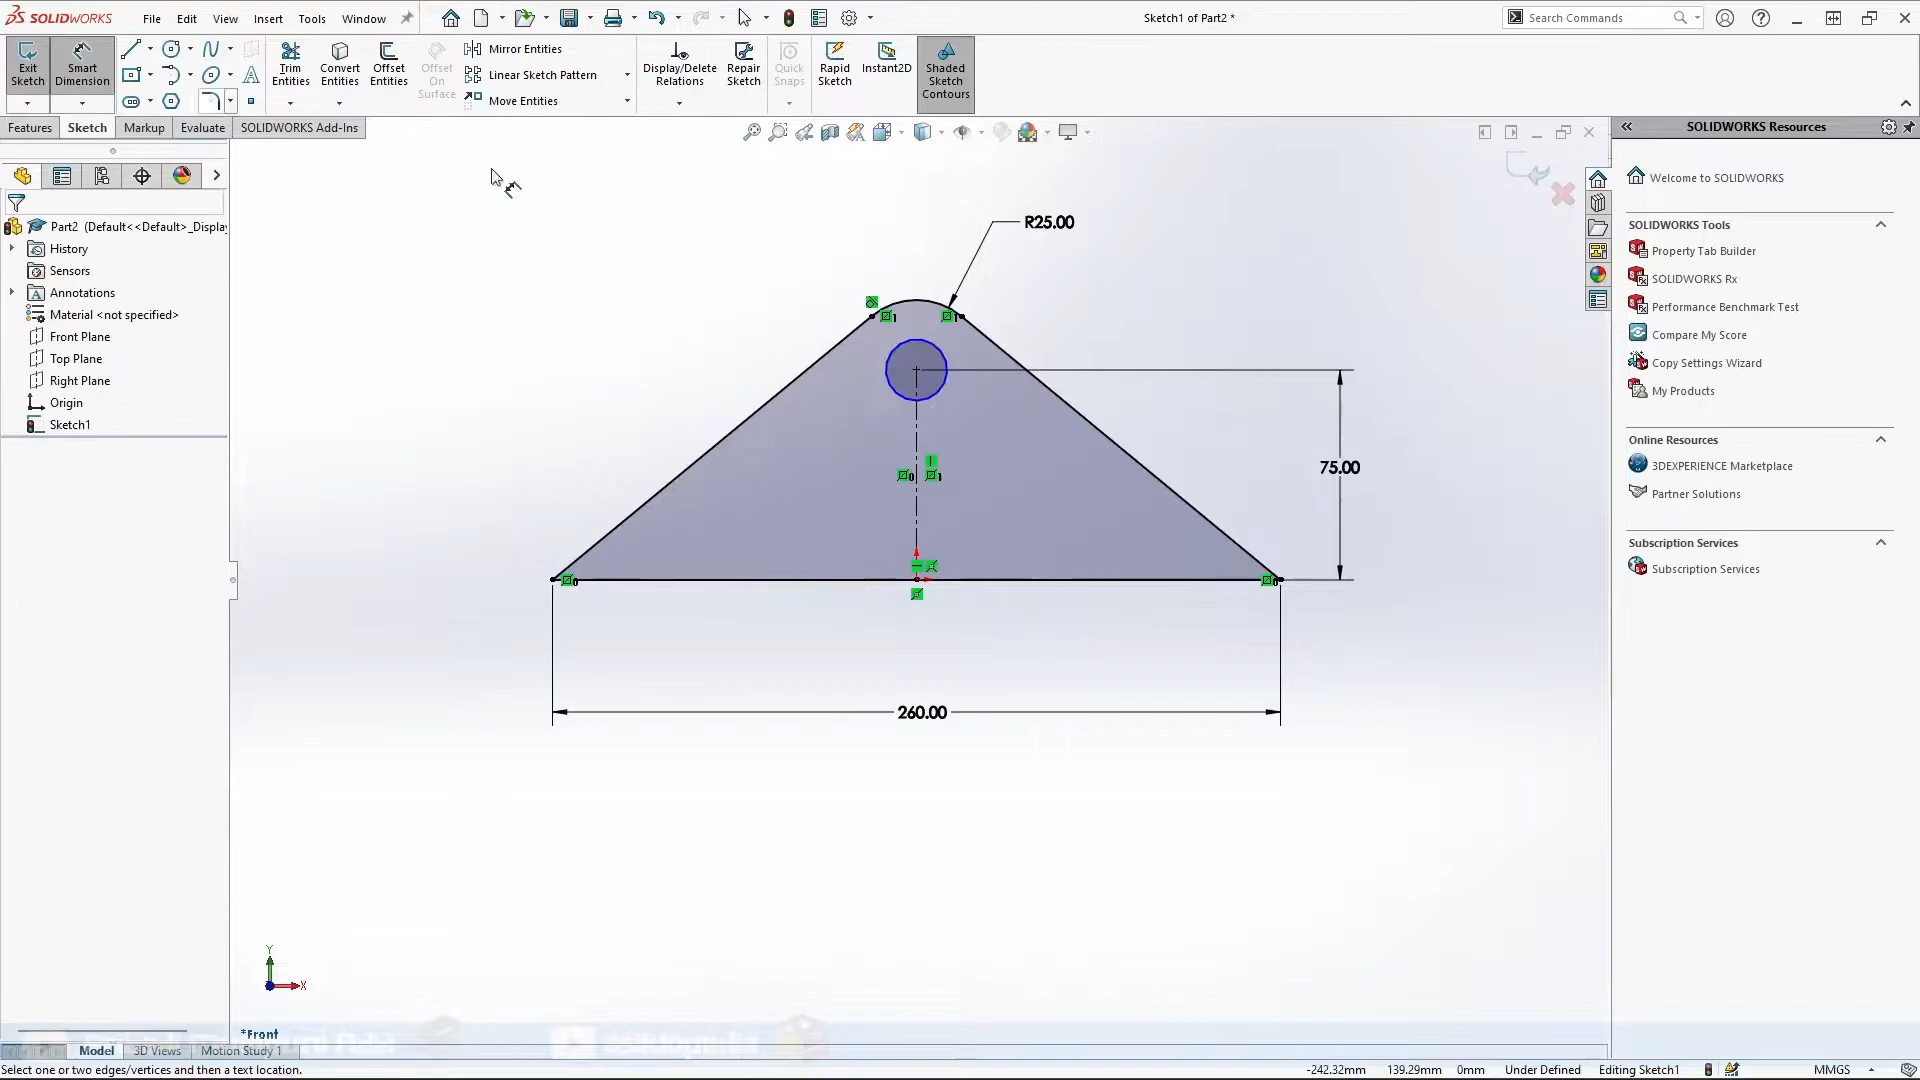 SOLIDWORKS File Edit View Insert Tools Window Sketch1 of Part2 * Search Commands
Exit Sketch
Smart Dimension
Trim Entities
Convert Entities
Offset Entities
Offset On Surface
Mirror Entities
Linear Sketch Pattern
Move Entities
Display/Delete Relations
Repair Sketch
Quick Snaps
Rapid Sketch
Instant2D
Shaded Sketch Contours
Features Sketch Markup Evaluate SOLIDWORKS Add-Ins
Part2 (Default<<Default>_Display
History
Sensors
Annotations
Material <not specified>
Front Plane
Top Plane
Right Plane
Origin
Sketch1
R25.00
75.00
260.00
Y
X
*Front
SOLIDWORKS Resources
Welcome to SOLIDWORKS
SOLIDWORKS Tools
Property Tab Builder
SOLIDWORKS Rx
Performance Benchmark Test
Compare My Score
Copy Settings Wizard
My Products
Online Resources
3DEXPERIENCE Marketplace
Partner Solutions
Subscription Services
Subscription Services
Model 3D Views Motion Study 1
Select one or two edges/vertices and then a text location. -242.32mm 139.29mm 0mm Under Defined Editing Sketch1 MMGS